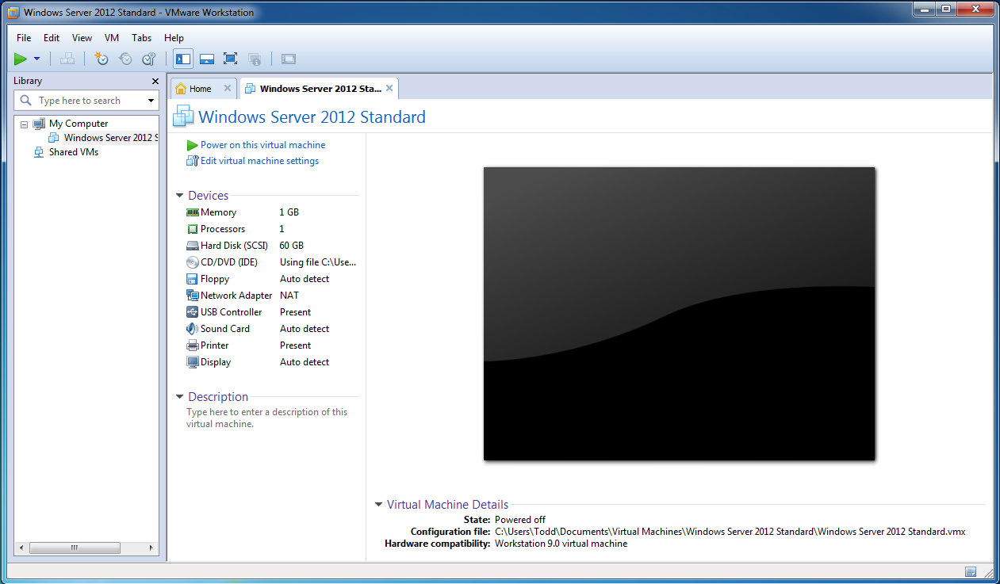 Windows Server 2012 Standard - VMware Workstation
File Edit View VM Tabs Help
Library
Type here to search
My Computer
Windows Server 2012 S
Shared VMs
Home
Windows Server 2012 Sta...
Windows Server 2012 Standard
Power on this virtual machine
Edit virtual machine settings
Devices
Memory 1 GB
Processors 1
Hard Disk (SCSI) 60 GB
CD/DVD (IDE) Using file C:\Use...
Floppy Auto detect
Network Adapter NAT
USB Controller Present
Sound Card Auto detect
Printer Present
Display Auto detect
Description
Type here to enter a description of this
virtual machine.
Virtual Machine Details
State: Powered off
Configuration file: C:\Users\Todd\Documents\Virtual Machines\Windows Server 2012 Standard\Windows Server 2012 Standard.vmx
Hardware compatibility: Workstation 9.0 virtual machine